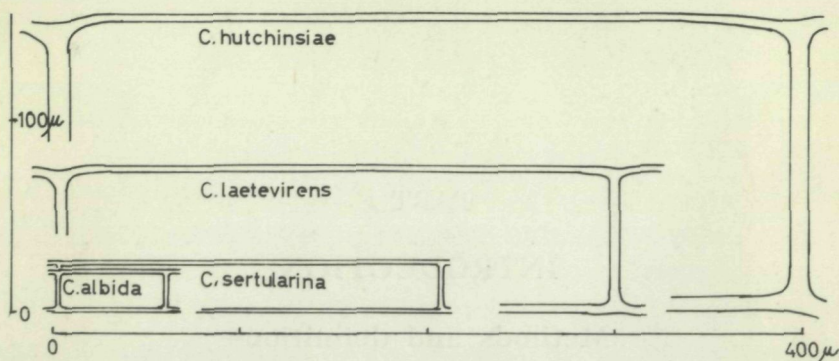 C. hutchinsiae
100μ
C. laetevirens
C. albida
C. sertularina
0
0
400μ